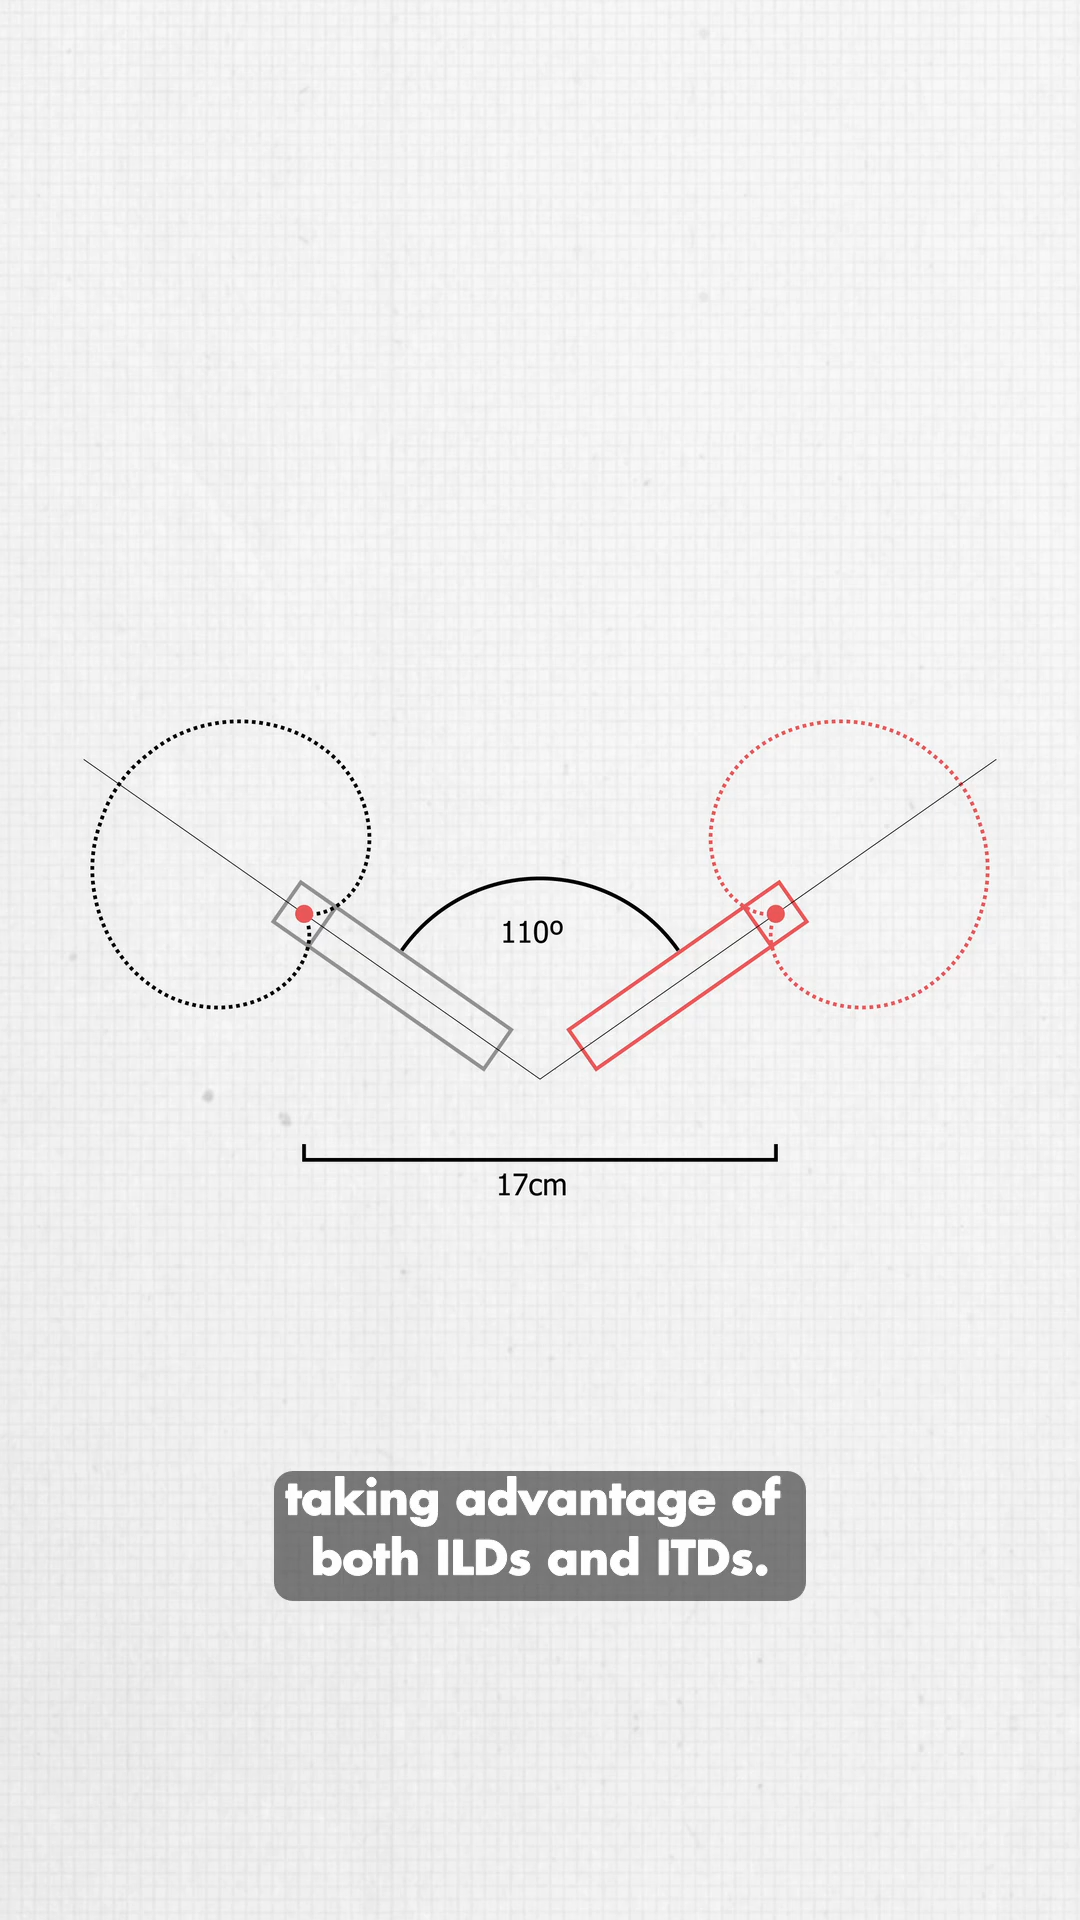 110º
17cm
taking advantage of
both ILDs and ITDs.